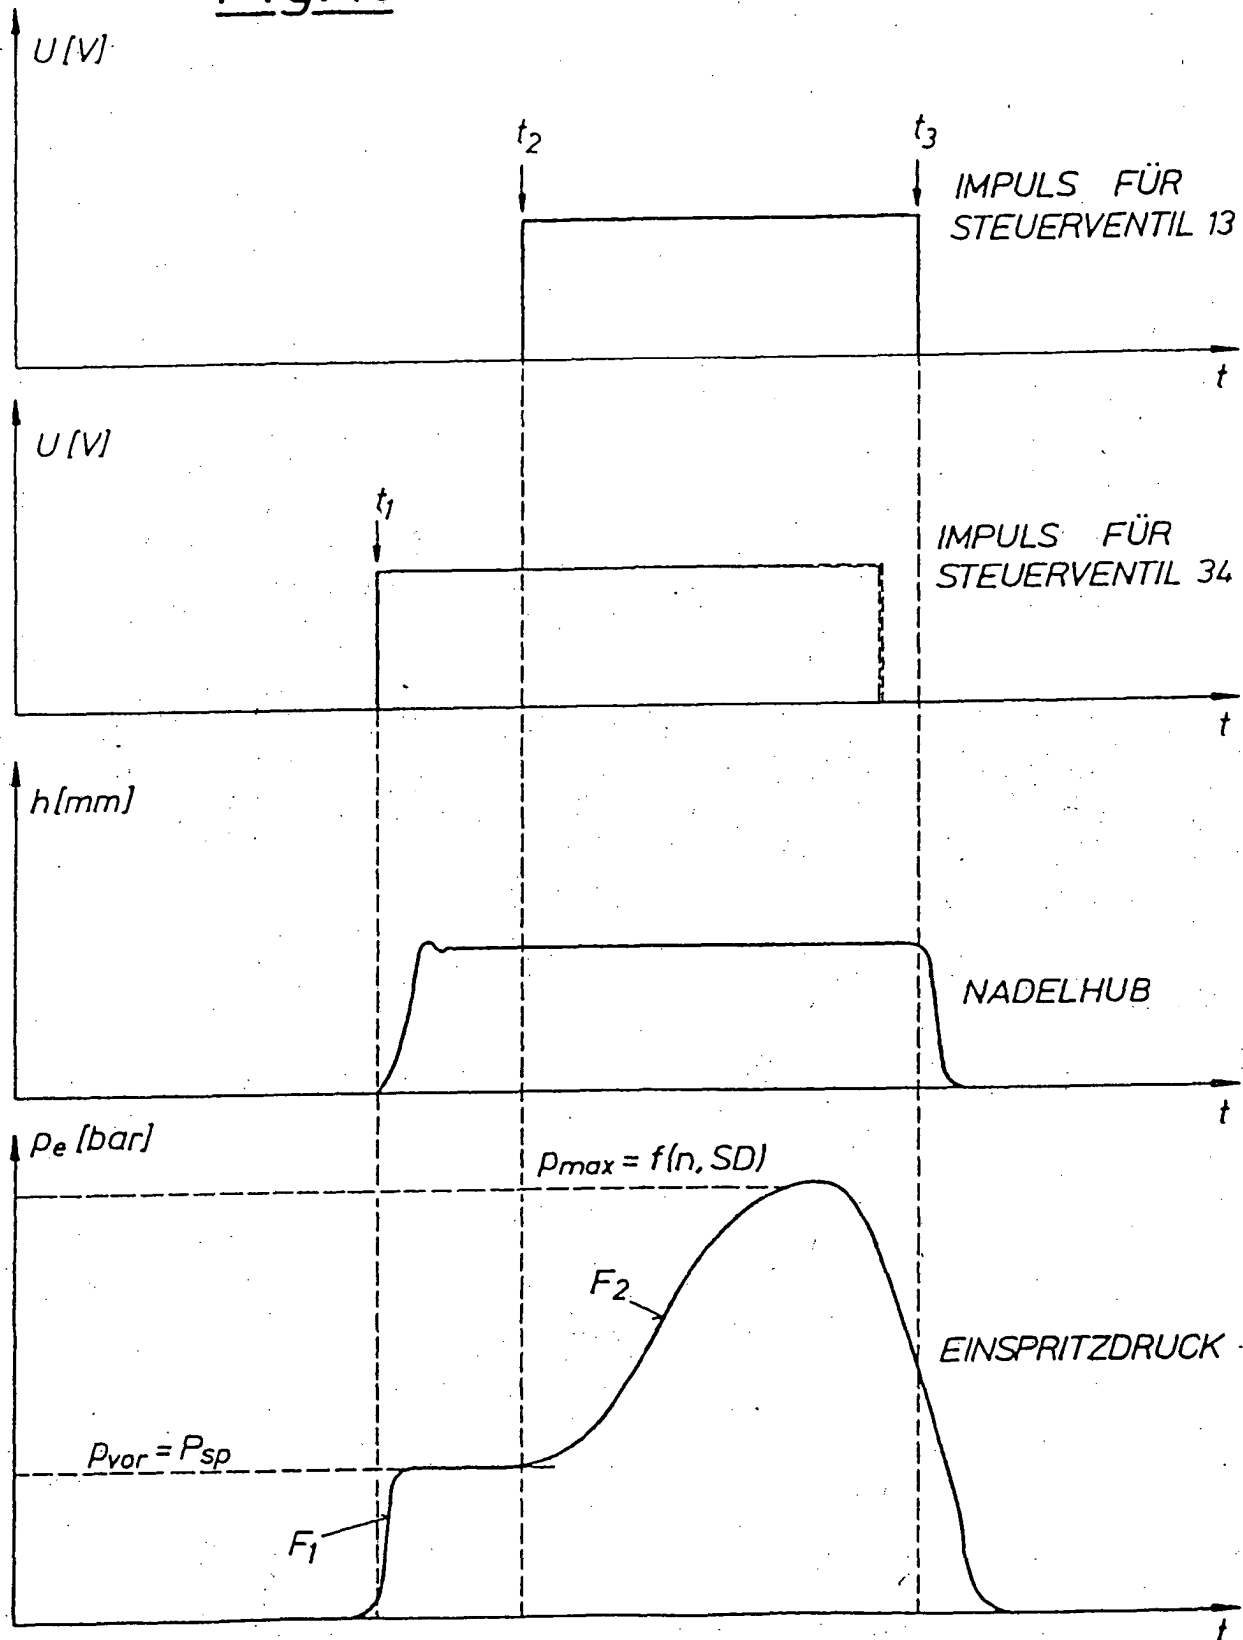 U [V]
t₂
t₃
IMPULS FÜR
STEUERVENTIL 13
t
U [V]
t₁
IMPULS FÜR
STEUERVENTIL 34
t
h [mm]
NADELHUB
t
pₑ [bar]
pmax = f(n, SD)
F₂
EINSPRITZDRUCK
pvor = Psp
F₁
t